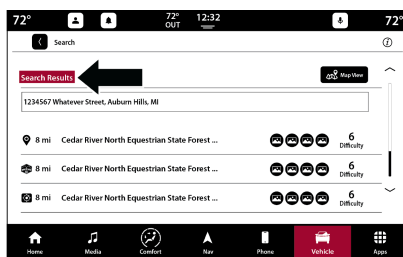 72° 72° OUT 12:32 72°
Search
Search Results
Map View
1234567 Whatever Street, Auburn Hills, MI
8 mi Cedar River North Equestrian State Forest ... 6 Difficulty
8 mi Cedar River North Equestrian State Forest ... 6 Difficulty
8 mi Cedar River North Equestrian State Forest ... 6 Difficulty
Home Media Comfort Nav Phone Vehicle Apps